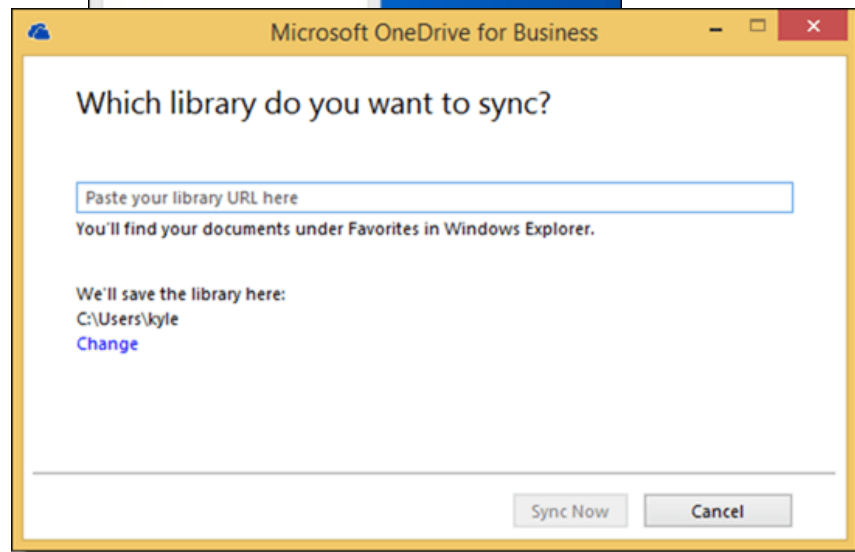 Microsoft OneDrive for Business
Which library do you want to sync?
Paste your library URL here
You'll find your documents under Favorites in Windows Explorer.
We'll save the library here:
C:\Users\kyle
Change
Sync Now Cancel